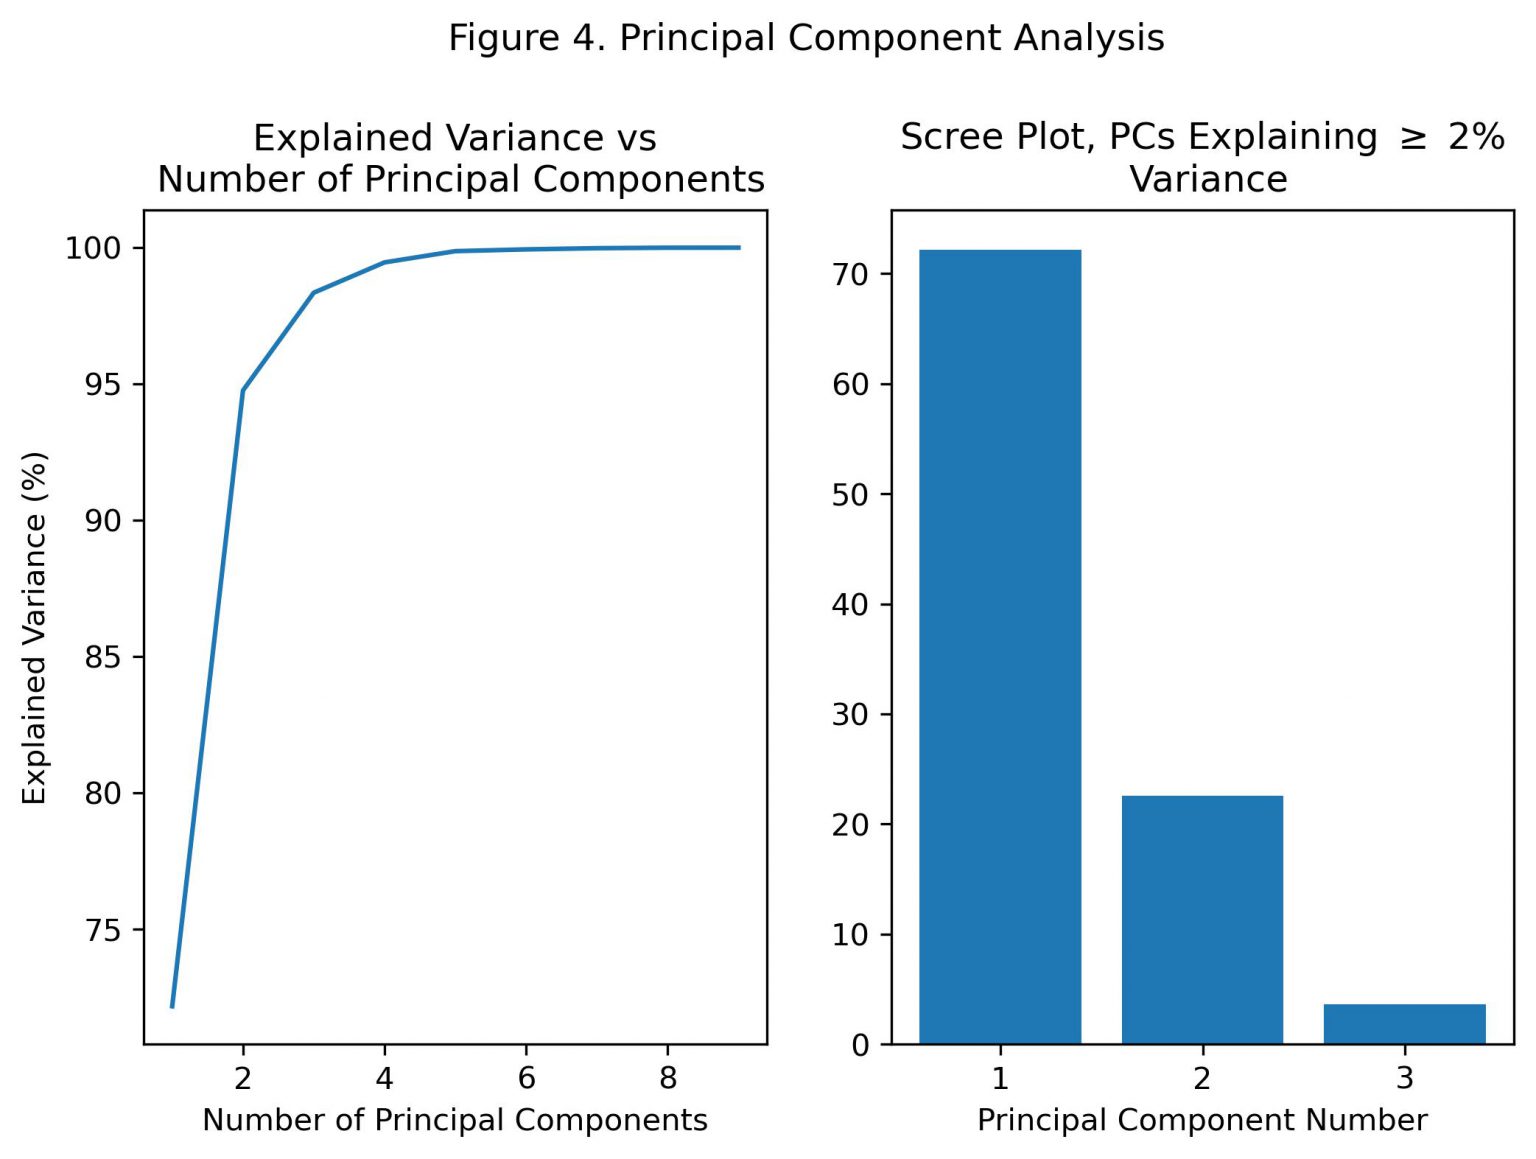 Figure 4. Principal Component Analysis
Explained Variance vs
Number of Principal Components
Explained Variance (%)
100
95
90
85
80
75
2
4
6
8
Number of Principal Components
Scree Plot, PCs Explaining ≥ 2%
Variance
70
60
50
40
30
20
10
0
1
2
3
Principal Component Number